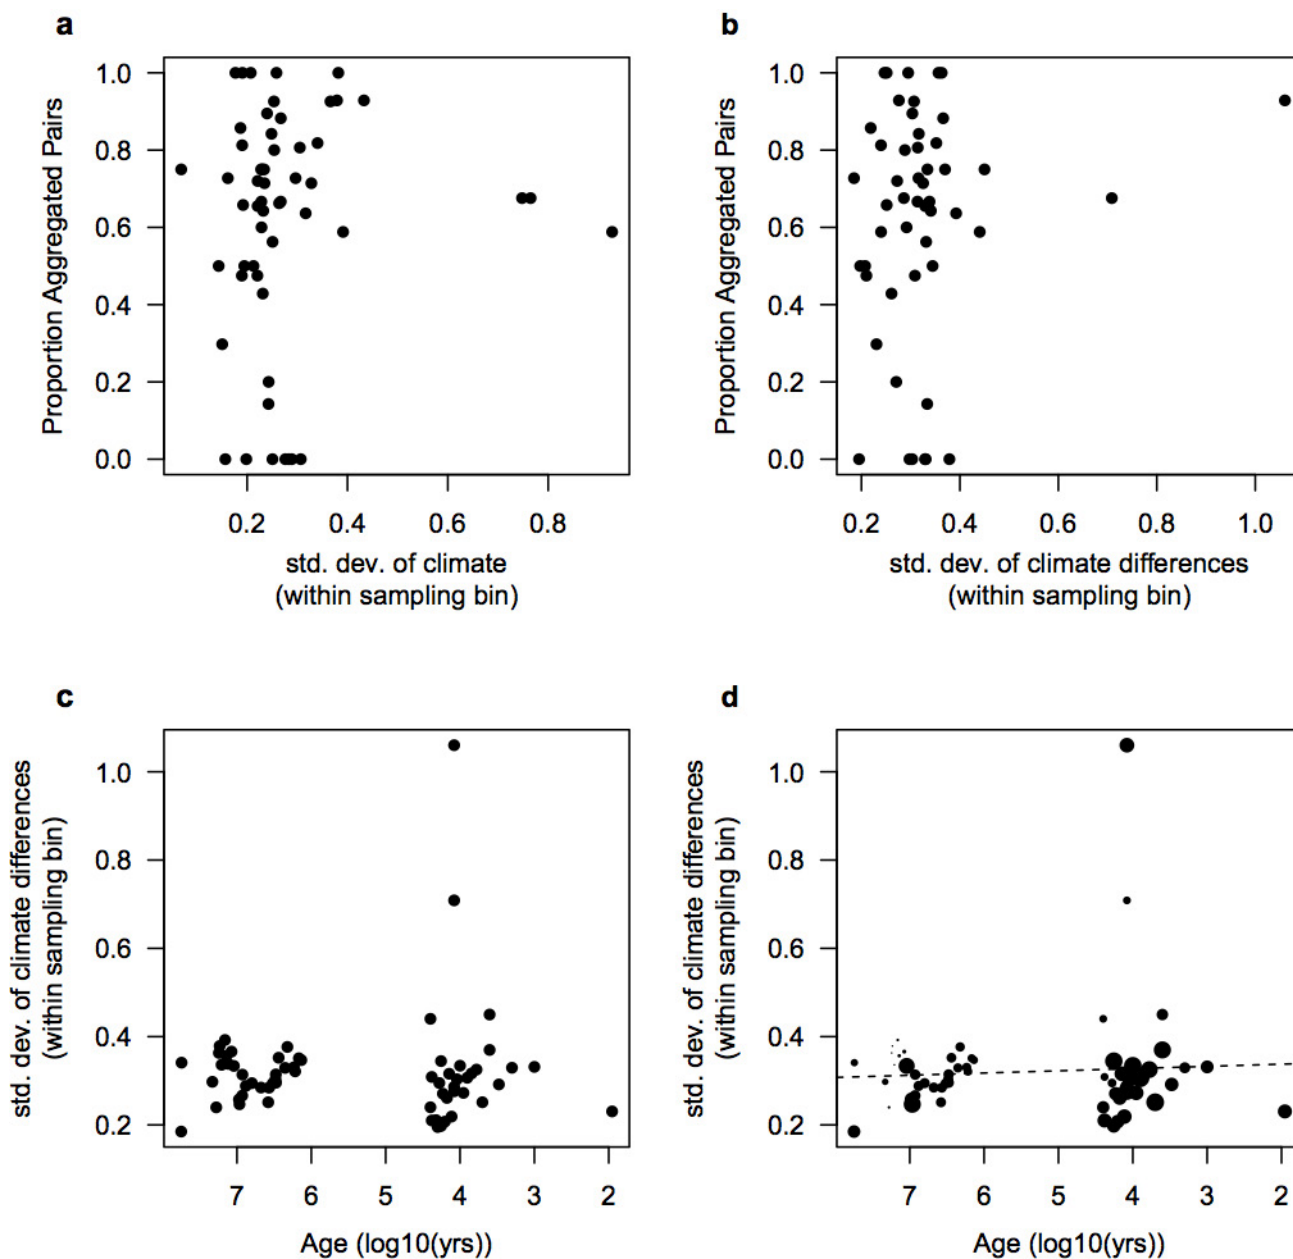 a
1.0
0.8
0.6
0.4
0.2
0.0
Proportion Aggregated Pairs
0.2 0.4 0.6 0.8
std. dev. of climate
(within sampling bin)
b
1.0
0.8
0.6
0.4
0.2
0.0
Proportion Aggregated Pairs
0.2 0.4 0.6 0.8 1.0
std. dev. of climate differences
(within sampling bin)
c
1.0
0.8
0.6
0.4
0.2
std. dev. of climate differences
(within sampling bin)
7 6 5 4 3 2
Age (log10(yrs))
d
1.0
0.8
0.6
0.4
0.2
std. dev. of climate differences
(within sampling bin)
7 6 5 4 3 2
Age (log10(yrs))